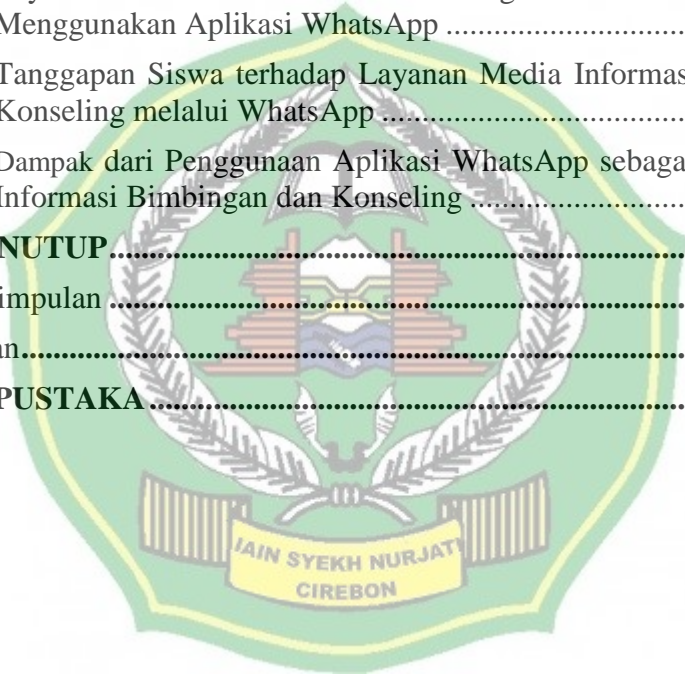 Menggunakan Aplikasi WhatsApp ..............................
Tanggapan Siswa terhadap Layanan Media Informas
Konseling melalui WhatsApp .......................................
Dampak dari Penggunaan Aplikasi WhatsApp sebaga
Informasi Bimbingan dan Konseling ...........................
NUTUP........................................................................
impulan ........................................................................
an..................................................................................
PUSTAKA ...................................................................
IAIN SYEKH NURJATI
CIREBON